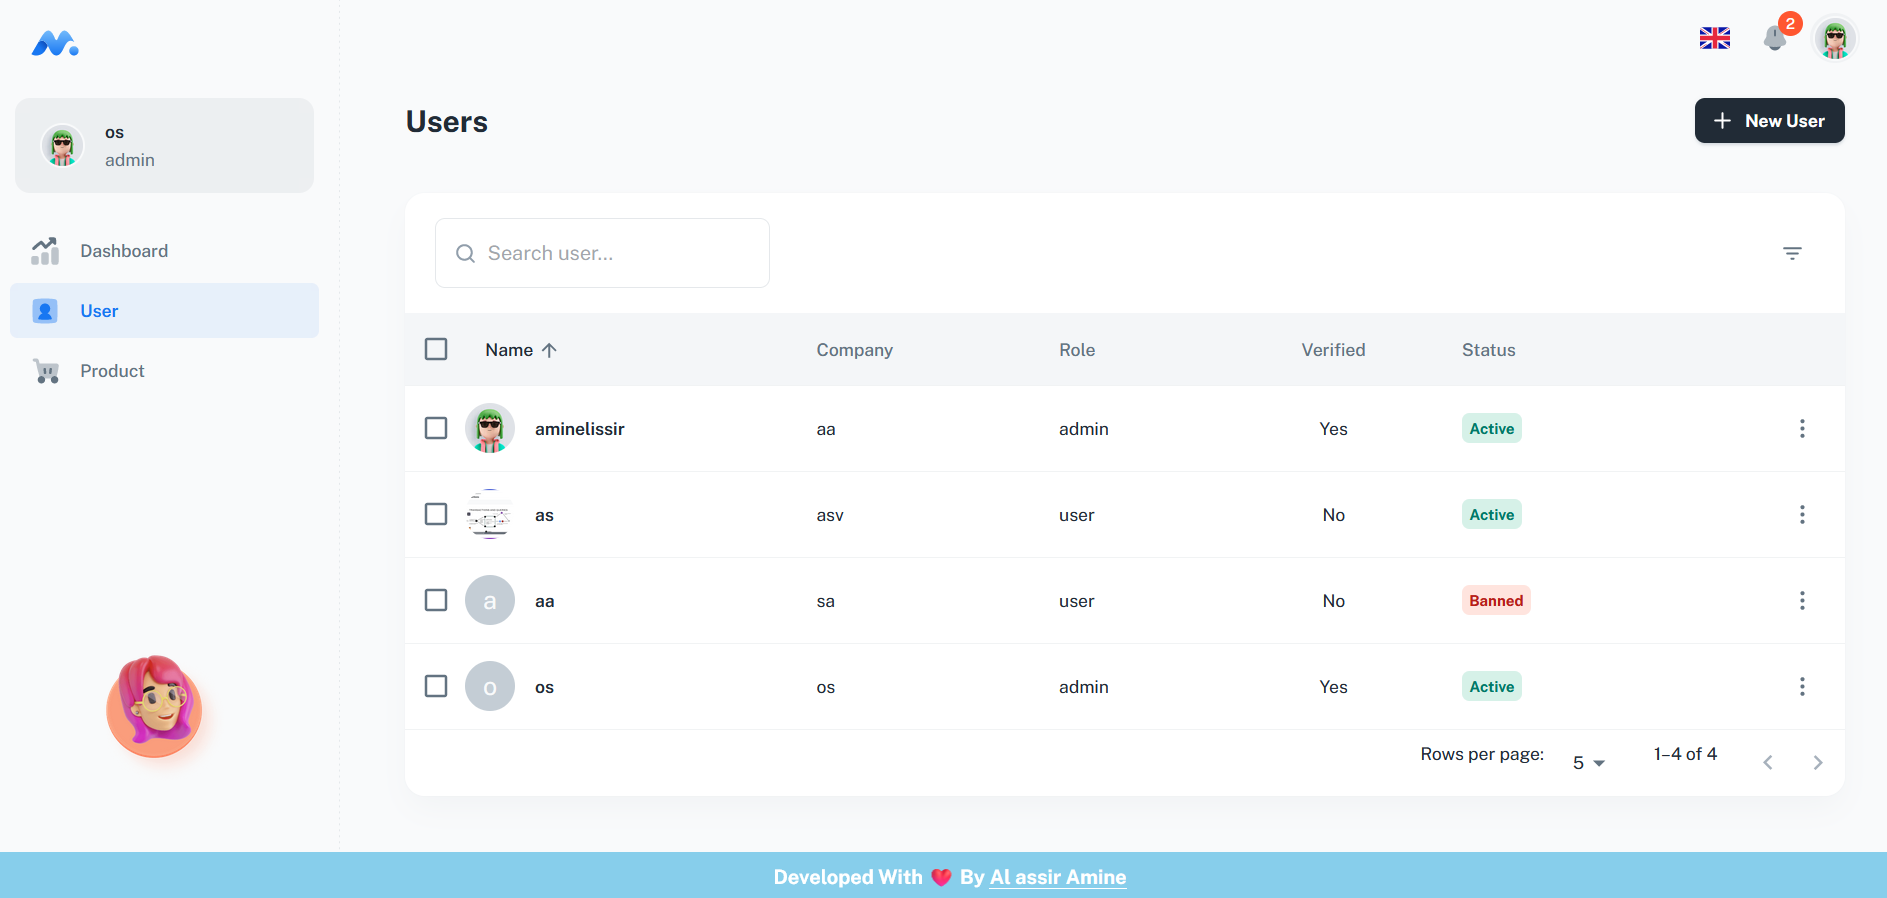 2
os
admin
Users
New User
Dashboard
User
Product
Search user...
Name Company Role Verified Status
aminelissir aa admin Yes Active
as asv user No Active
a aa sa user No Banned
o os os admin Yes Active
Rows per page: 5 1–4 of 4
Developed With ❤️ By Al assir Amine